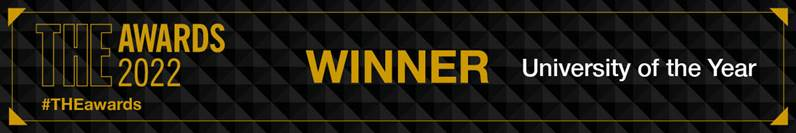 THE AWARDS
2022
#THEawards
WINNER
University of the Year